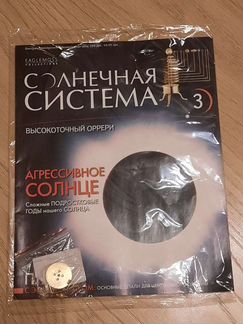 EAGLEMOSS
COLLECTIONS
СОЛНЕЧНАЯ
СИСТЕМА
3
ВЫСОКОТОЧНЫЙ ОРРЕРИ
АГРЕССИВНОЕ
СОЛНЦЕ
Сложные ПОДРОСТКОВЫЕ
ГОДЫ нашего СОЛНЦА
ОСНОВНЫЕ ДЕТАЛИ ДЛЯ